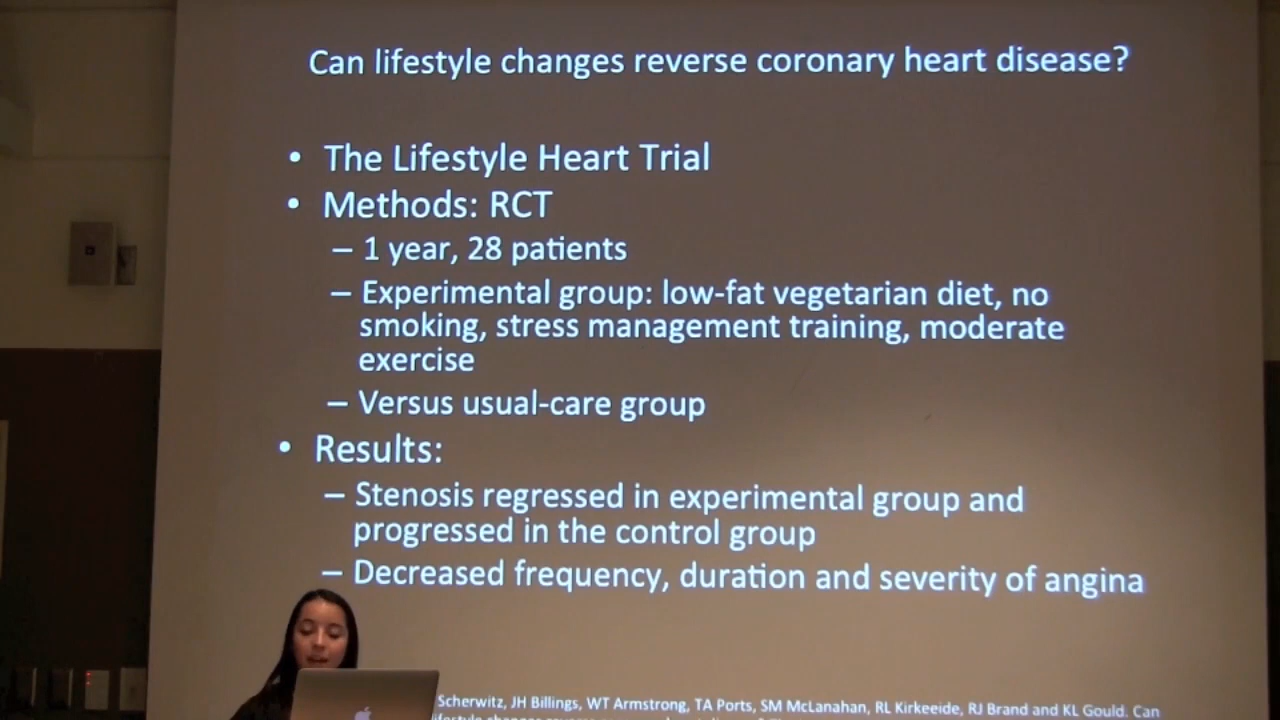 Can lifestyle changes reverse coronary heart disease?
• The Lifestyle Heart Trial
• Methods: RCT
– 1 year, 28 patients
– Experimental group: low-fat vegetarian diet, no
smoking, stress management training, moderate
exercise
– Versus usual-care group
• Results:
– Stenosis regressed in experimental group and
progressed in the control group
– Decreased frequency, duration and severity of angina
Scherwitz, JH Billings, WT Armstrong, TA Ports, SM McLanahan, RL Kirkeeide, RJ Brand and KL Gould. Can